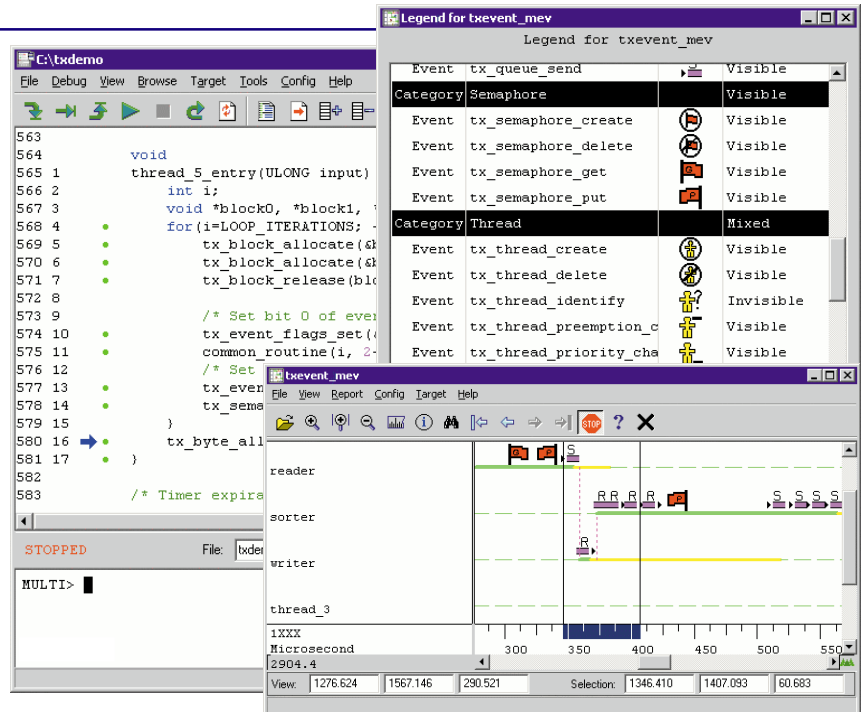 C:\txdemo
File Debug View Browse Target Tools Config Help
563
564 void
565 1 thread_5_entry(ULONG input)
566 2 int i;
567 3 void *block0, *block1,
568 4 for(i=LOOP_ITERATIONS;
569 5 tx_block_allocate(&
570 6 tx_block_allocate(&
571 7 tx_block_release(blo
572 8
573 9 /* Set bit 0 of even
574 10 tx_event_flags_set(
575 11 common_routine(i, 2
576 12 /* Set
577 13 tx_even
578 14 tx_sema
579 15 }
580 16 tx_byte_all
581 17 }
582
583 /* Timer expira
STOPPED File: txder
MULTI>
Legend for txevent_mev
Legend for txevent_mev
Event tx_queue_send S Visible
Category Semaphore Visible
Event tx_semaphore_create Visible
Event tx_semaphore_delete Visible
Event tx_semaphore_get G Visible
Event tx_semaphore_put P Visible
Category Thread Mixed
Event tx_thread_create Visible
Event tx_thread_delete Visible
Event tx_thread_identify ? Invisible
Event tx_thread_preemption_c Visible
Event tx_thread_priority_cha Visible
txevent_mev
File View Report Config Target Help
STOP ?
G P S
reader
R R R R P S S S S
sorter
R
writer
thread_3
1XXX
Microsecond 300 350 400 450 500 550
2904.4
View: 1276.624 1567.146 290.521 Selection: 1346.410 1407.093 60.683